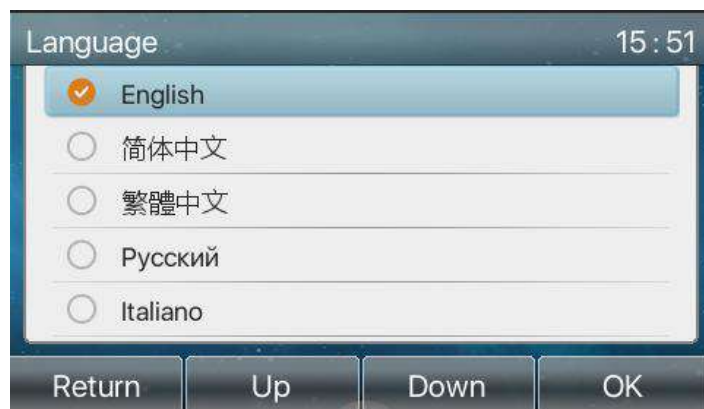 Language 15:51
English
简体中文
繁體中文
Русский
Italiano
Return Up Down OK